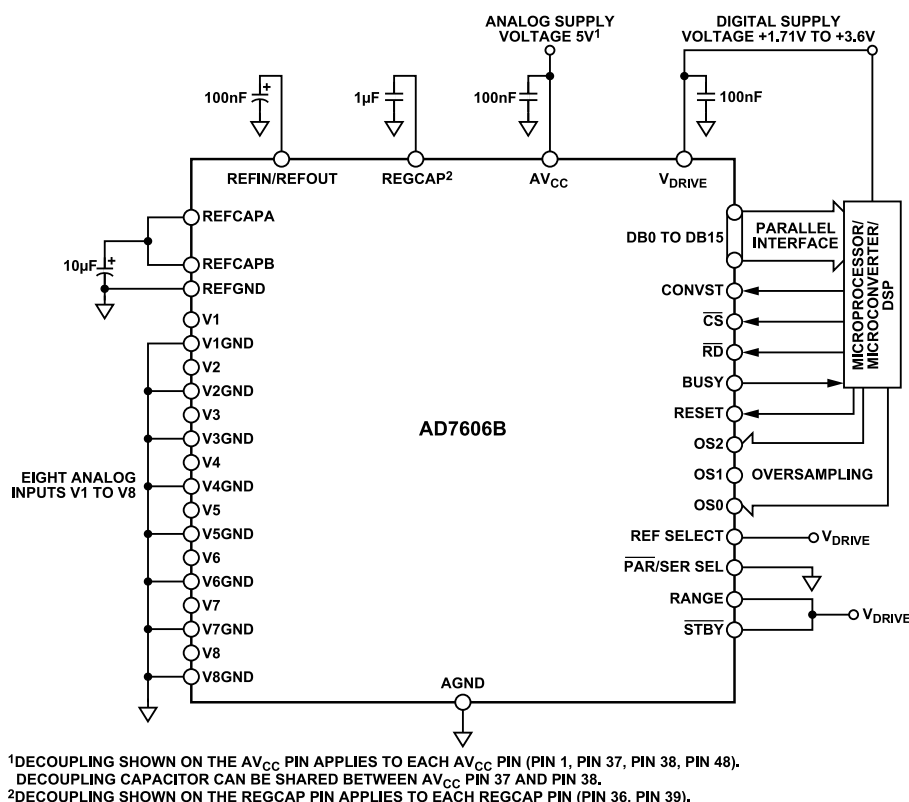 ANALOG SUPPLY
VOLTAGE 5V¹
DIGITAL SUPPLY
VOLTAGE +1.71V TO +3.6V
100nF
+
1µF
100nF
100nF
REFIN/REFOUT
REGCAP²
AVCC
VDRIVE
REFCAPA
REFCAPB
10µF
+
REFGND
V1
V1GND
V2
V2GND
V3
V3GND
V4
V4GND
V5
V5GND
V6
V6GND
V7
V7GND
V8
V8GND
EIGHT ANALOG
INPUTS V1 TO V8
AD7606B
AGND
DB0 TO DB15
PARALLEL
INTERFACE
MICROPROCESSOR/
MICROCONVERTER/
DSP
CONVST
C̅S̅
R̅D̅
BUSY
RESET
OS2
OS1
OVERSAMPLING
OS0
REF SELECT
VDRIVE
P̅A̅R̅/SER SEL
RANGE
S̅T̅B̅Y̅
VDRIVE
¹DECOUPLING SHOWN ON THE AVCC PIN APPLIES TO EACH AVCC PIN (PIN 1, PIN 37, PIN 38, PIN 48).
DECOUPLING CAPACITOR CAN BE SHARED BETWEEN AVCC PIN 37 AND PIN 38.
²DECOUPLING SHOWN ON THE REGCAP PIN APPLIES TO EACH REGCAP PIN (PIN 36, PIN 39).